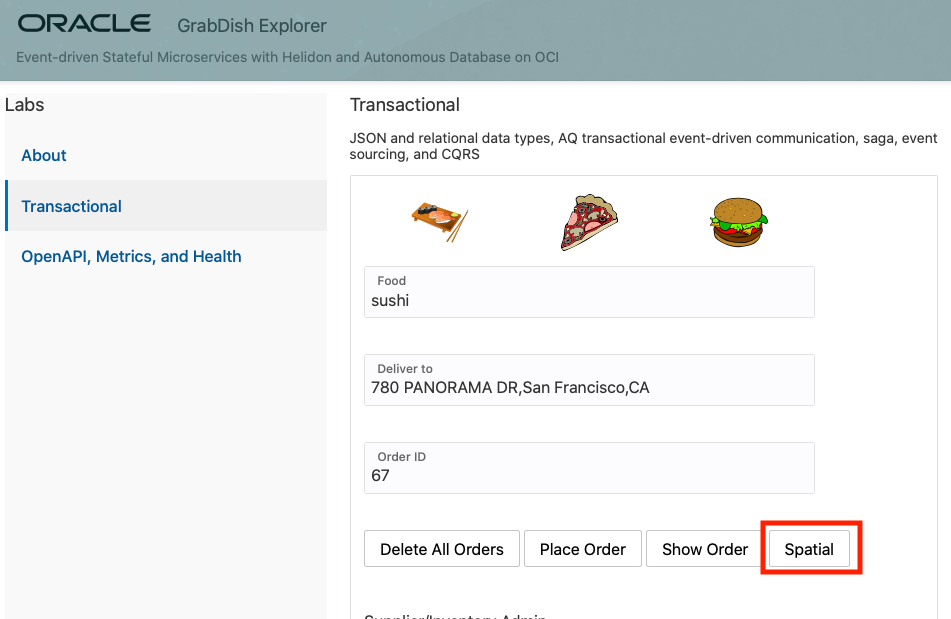 ORACLE GrabDish Explorer
Event-driven Stateful Microservices with Helidon and Autonomous Database on OCI
Labs
About
Transactional
OpenAPI, Metrics, and Health
Transactional
JSON and relational data types, AQ transactional event-driven communication, saga, event
sourcing, and CQRS
Food
sushi
Deliver to
780 PANORAMA DR,San Francisco,CA
Order ID
67
Delete All Orders Place Order Show Order Spatial
Supplier/Inventory Admin